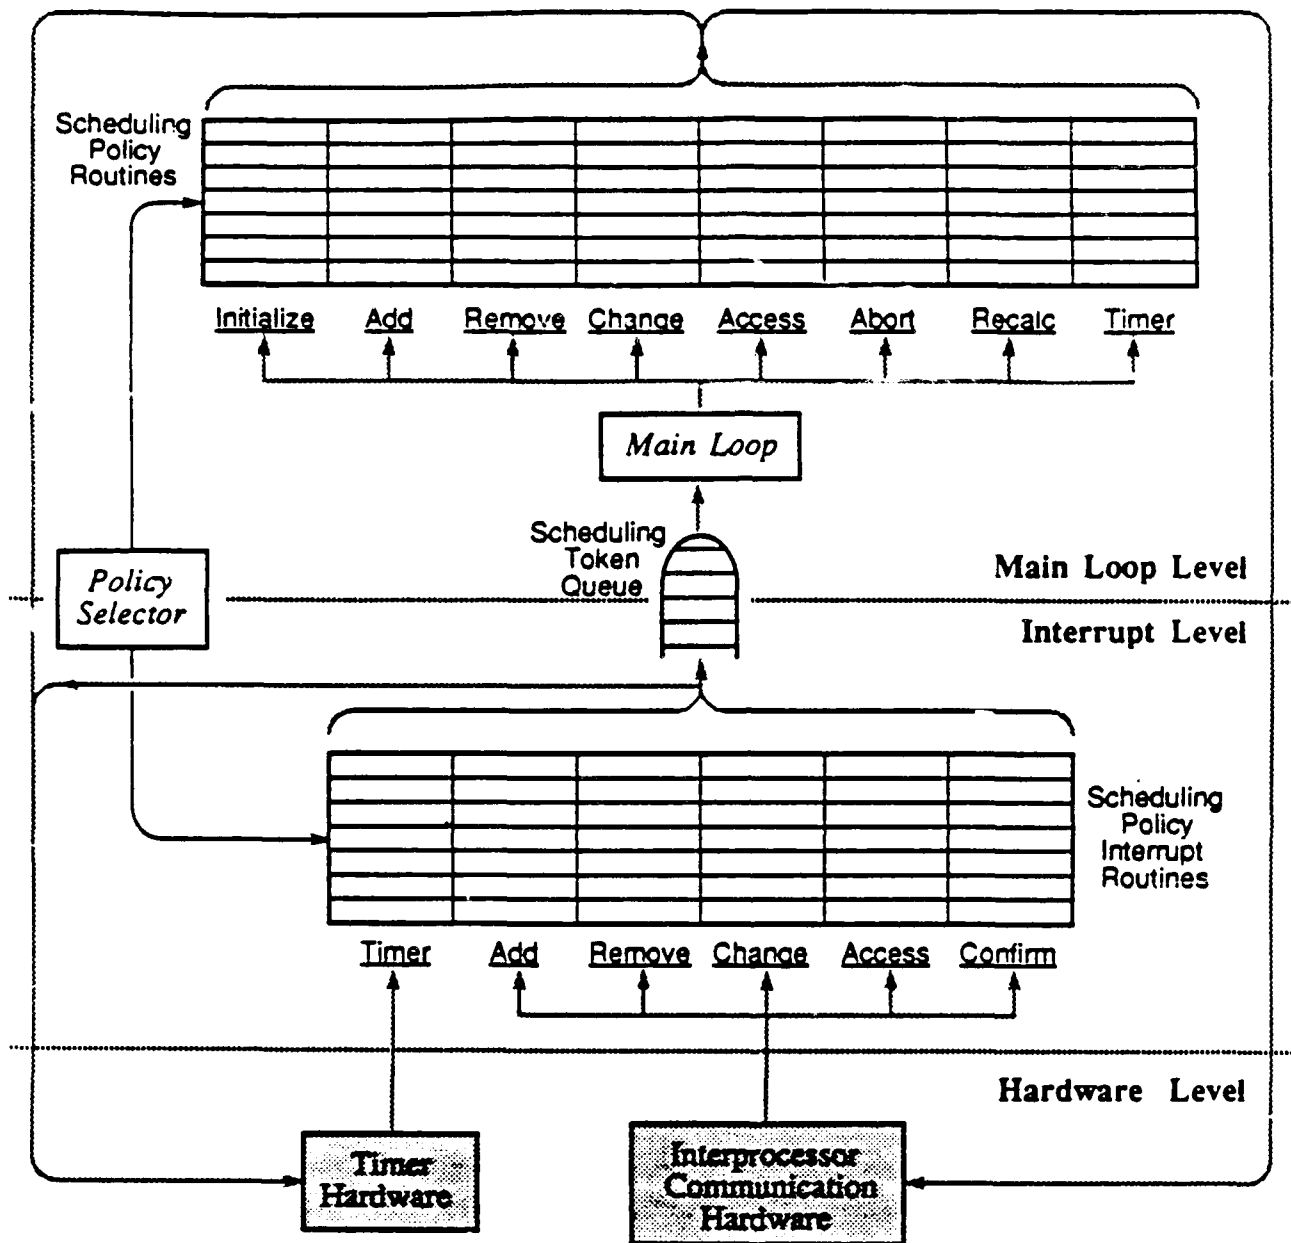 Scheduling
Policy
Routines
Initialize Add Remove Change Access Abort Recalc Timer
Main Loop
Scheduling
Token
Queue
Policy
Selector
Main Loop Level
Interrupt Level
Scheduling
Policy
Interrupt
Routines
Timer Add Remove Change Access Confirm
Hardware Level
Timer
Hardware
Interprocessor
Communication
Hardware